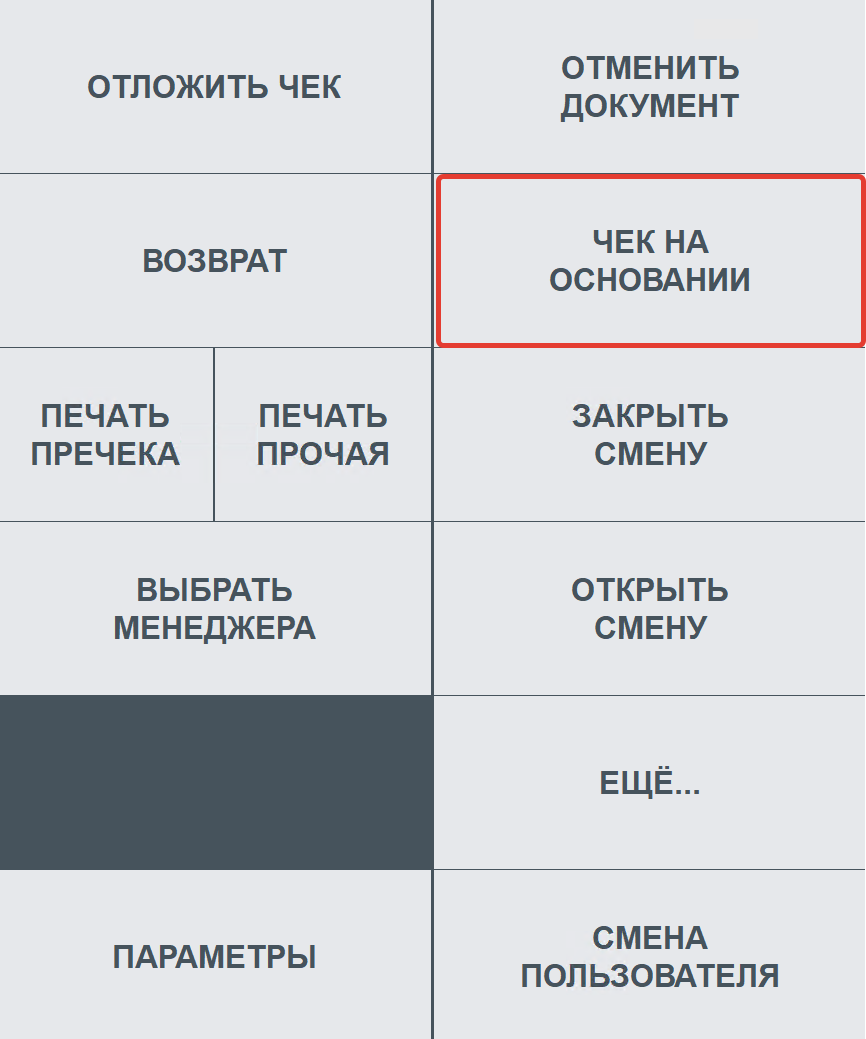 ОТЛОЖИТЬ ЧЕК
ОТМЕНИТЬ
ДОКУМЕНТ
ВОЗВРАТ
ЧЕК НА
ОСНОВАНИИ
ПЕЧАТЬ
ПРЕЧЕКА
ПЕЧАТЬ
ПРОЧАЯ
ЗАКРЫТЬ
СМЕНУ
ВЫБРАТЬ
МЕНЕДЖЕРА
ОТКРЫТЬ
СМЕНУ
ЕЩЁ...
ПАРАМЕТРЫ
СМЕНА
ПОЛЬЗОВАТЕЛЯ